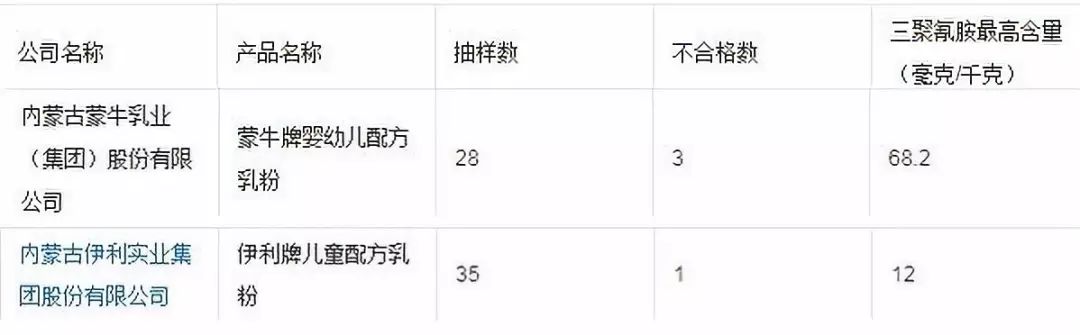 公司名称
产品名称
抽样数
不合格数
三聚氰胺最高含量
（毫克/千克）
内蒙古蒙牛乳业
（集团）股份有限
公司
蒙牛牌婴幼儿配方
乳粉
28
3
68.2
内蒙古伊利实业集
团股份有限公司
伊利牌儿童配方乳
粉
35
1
12